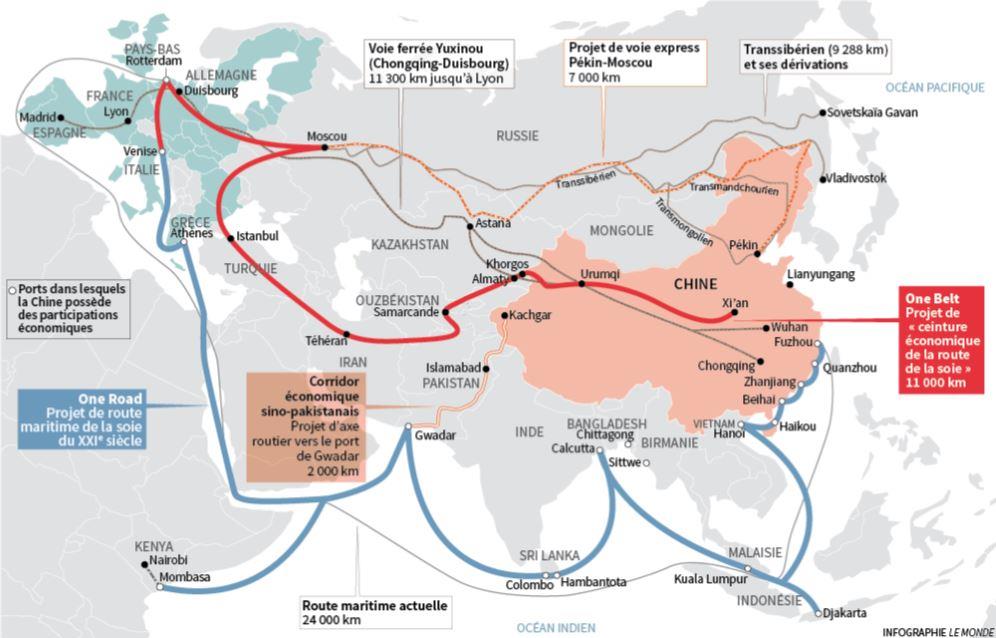 Voie ferrée Yuxinou
(Chongqing-Duisbourg)
11 300 km jusqu'à Lyon
Projet de voie express
Pékin-Moscou
7 000 km
Transsibérien (9 288 km)
et ses dérivations
OCÉAN PACIFIQUE
PAYS-BAS
Rotterdam
ALLEMAGNE
Duisbourg
FRANCE
Lyon
Madrid
ESPAGNE
Venise
ITALIE
Moscou
RUSSIE
Sovetskaïa Gavan
Transsibérien
Transmandchourien
Transmongolien
Vladivostok
GRÈCE
Athènes
Istanbul
TURQUIE
Astana
KAZAKHSTAN
MONGOLIE
Pékin
Khorgos
Almaty
Urumqi
CHINE
Lianyungang
OUZBÉKISTAN
Samarcande
Kachgar
Xi'an
Wuhan
Fuzhou
Téhéran
IRAN
Islamabad
PAKISTAN
Chongqing
Quanzhou
Zhanjiang
Beihai
Ports dans lesquels
la Chine possède
des participations
économiques
One Belt
Projet de
« ceinture
économique
de la route
de la soie »
11 000 km
One Road
Projet de route
maritime de la soie
du XXIe siècle
Corridor
économique
sino-pakistanais
Projet d'axe
routier vers le port
de Gwadar
2 000 km
Gwadar
INDE
BANGLADESH
Chittagong
Calcutta
BIRMANIE
Sittwe
VIETNAM
Hanoi
Haikou
KENYA
Nairobi
Mombasa
SRI LANKA
Colombo
Hambantota
MALAISIE
Kuala Lumpur
INDONÉSIE
Djakarta
Route maritime actuelle
24 000 km
OCÉAN INDIEN
INFOGRAPHIE LE MONDE